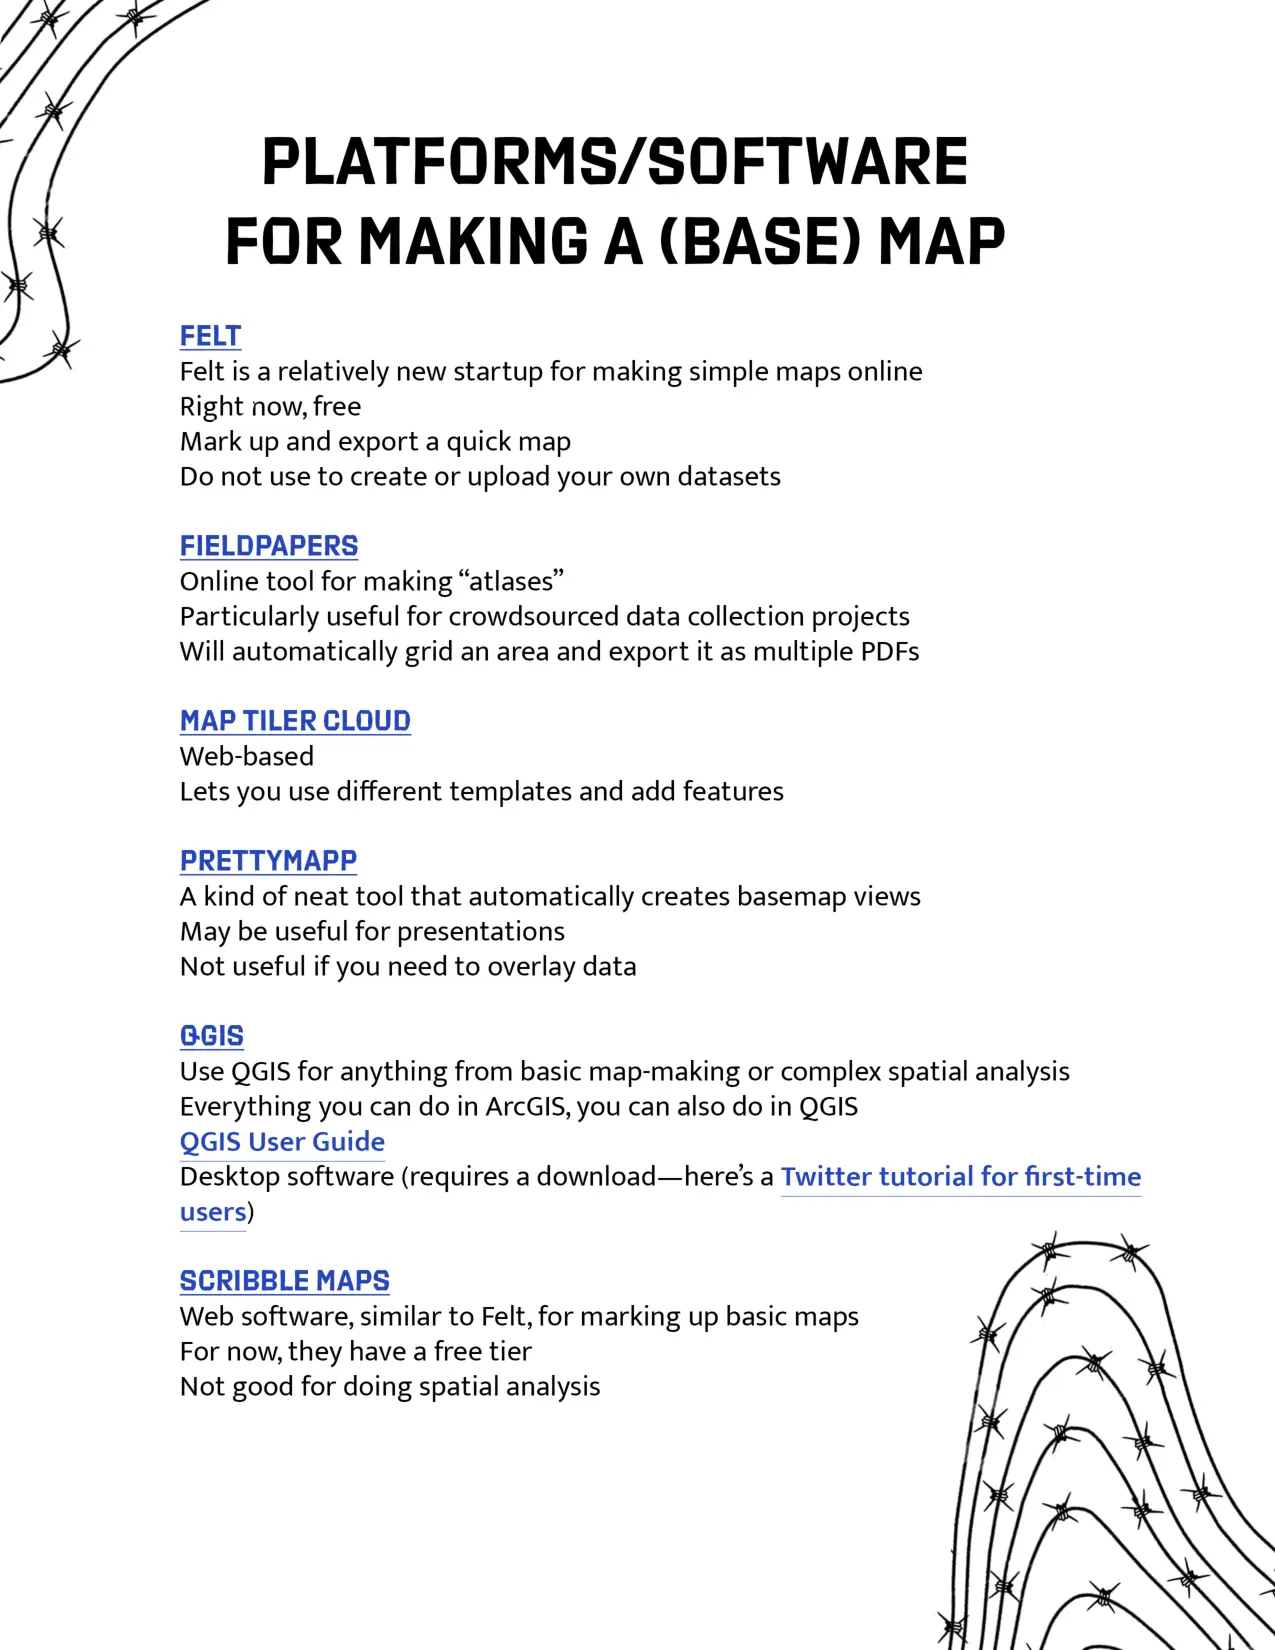 PLATFORMS/SOFTWARE
FOR MAKING A (BASE) MAP
FELT
Felt is a relatively new startup for making simple maps online
Right now, free
Mark up and export a quick map
Do not use to create or upload your own datasets
FIELDPAPERS
Online tool for making “atlases”
Particularly useful for crowdsourced data collection projects
Will automatically grid an area and export it as multiple PDFs
MAP TILER CLOUD
Web-based
Lets you use different templates and add features
PRETTYMAPP
A kind of neat tool that automatically creates basemap views
May be useful for presentations
Not useful if you need to overlay data
QGIS
Use QGIS for anything from basic map-making or complex spatial analysis
Everything you can do in ArcGIS, you can also do in QGIS
QGIS User Guide
Desktop software (requires a download—here’s a Twitter tutorial for first-time
users)
SCRIBBLE MAPS
Web software, similar to Felt, for marking up basic maps
For now, they have a free tier
Not good for doing spatial analysis